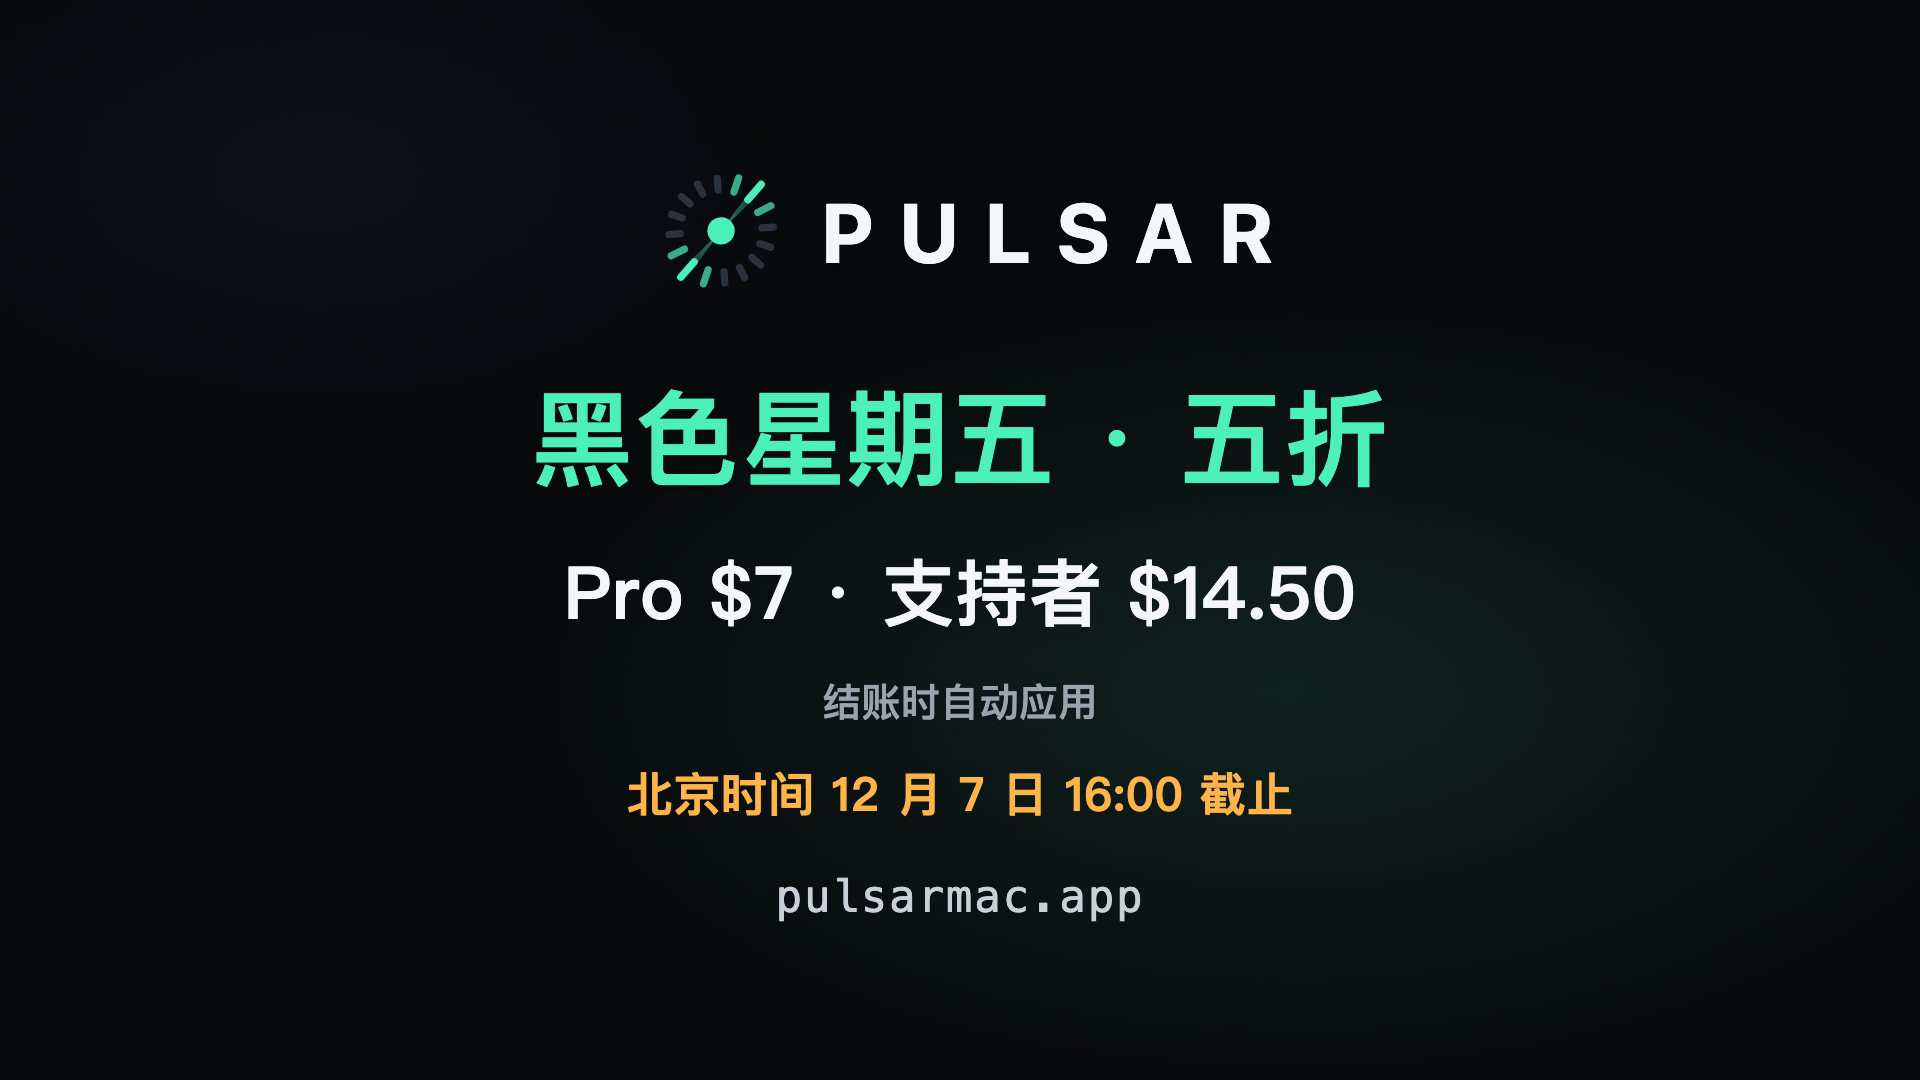 PULSAR
黑色星期五 · 五折
Pro $7 · 支持者 $14.50
结账时自动应用
北京时间 12 月 7 日 16:00 截止
pulsarmac.app